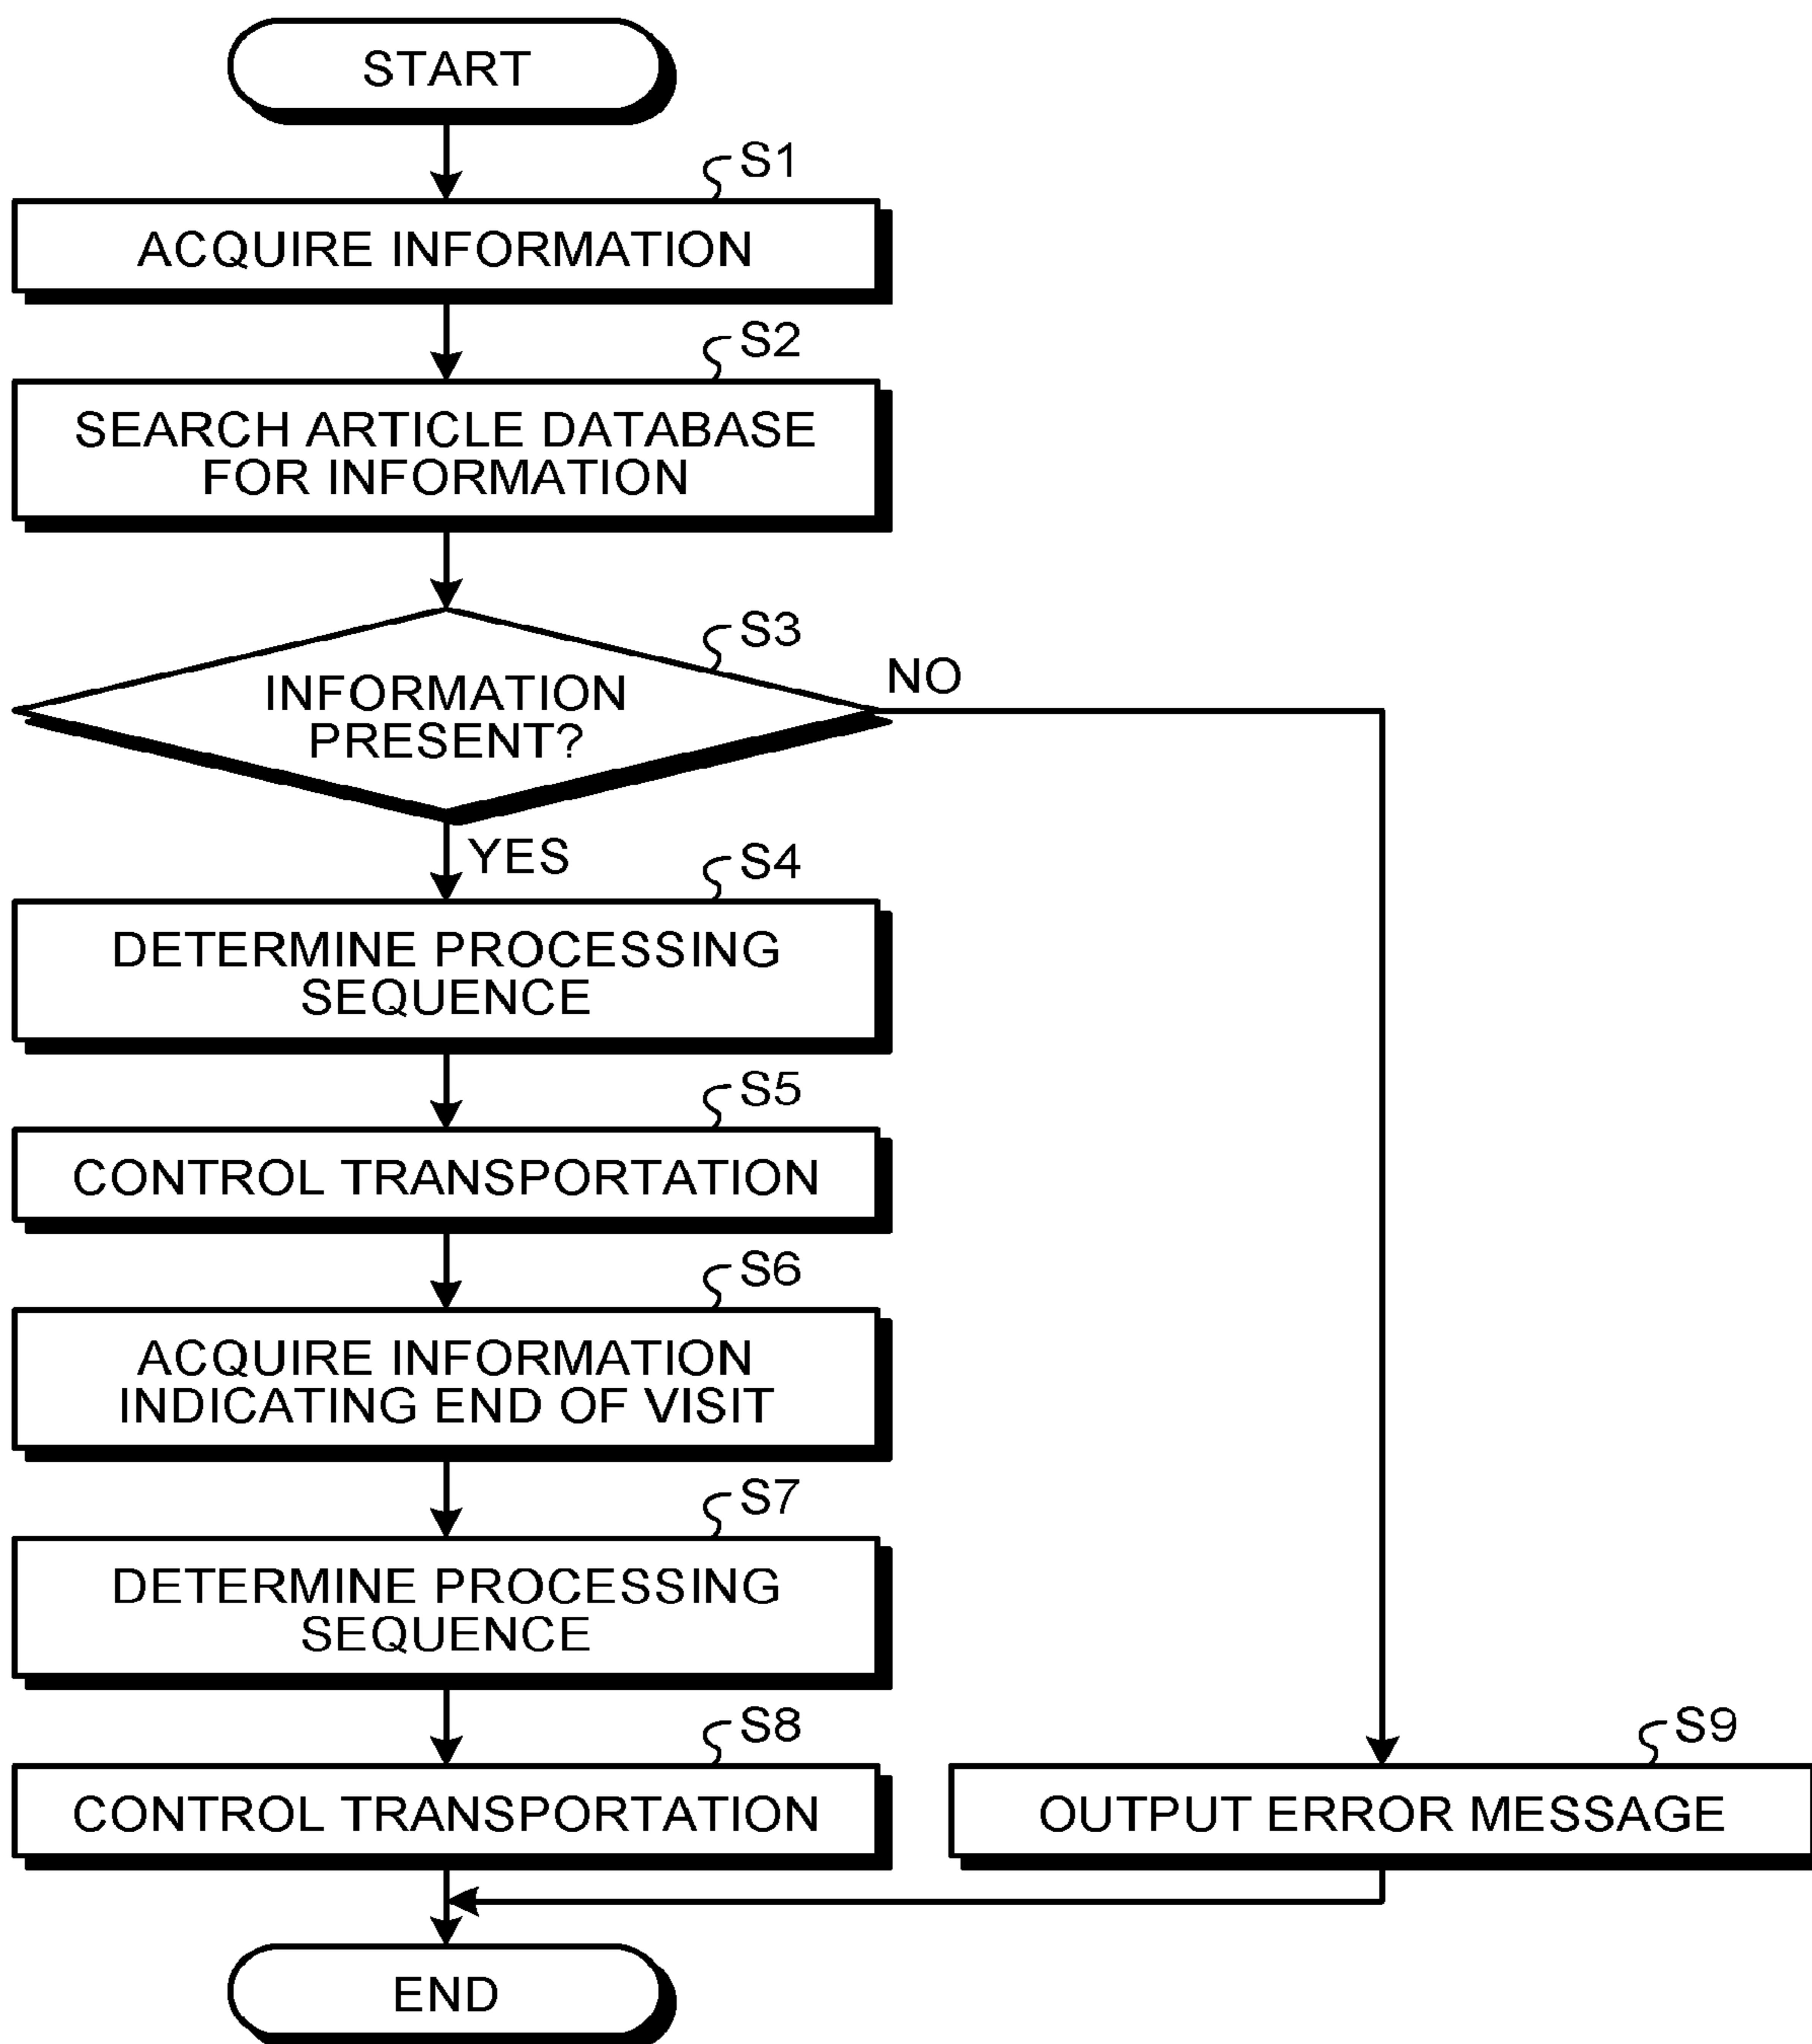 START
S1
ACQUIRE INFORMATION
S2
SEARCH ARTICLE DATABASE
FOR INFORMATION
S3
INFORMATION
PRESENT?
NO
YES
S4
DETERMINE PROCESSING
SEQUENCE
S5
CONTROL TRANSPORTATION
S6
ACQUIRE INFORMATION
INDICATING END OF VISIT
S7
DETERMINE PROCESSING
SEQUENCE
S8
CONTROL TRANSPORTATION
S9
OUTPUT ERROR MESSAGE
END